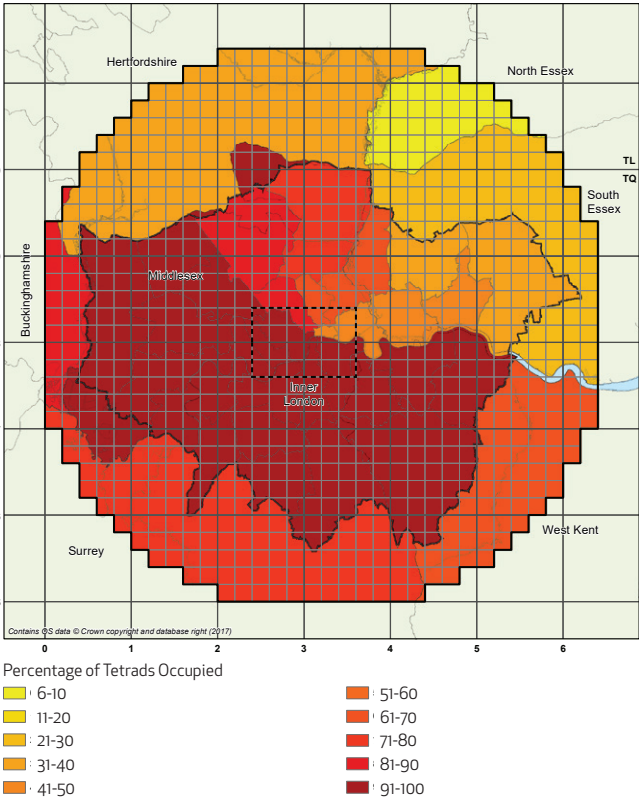 Hertfordshire
North Essex
TL
TQ
South
Essex
Buckinghamshire
Middlesex
Inner
London
West Kent
Surrey
Contains OS data © Crown copyright and database right (2017)
0 1 2 3 4 5 6
Percentage of Tetrads Occupied
6-10
11-20
21-30
31-40
41-50
51-60
61-70
71-80
81-90
91-100